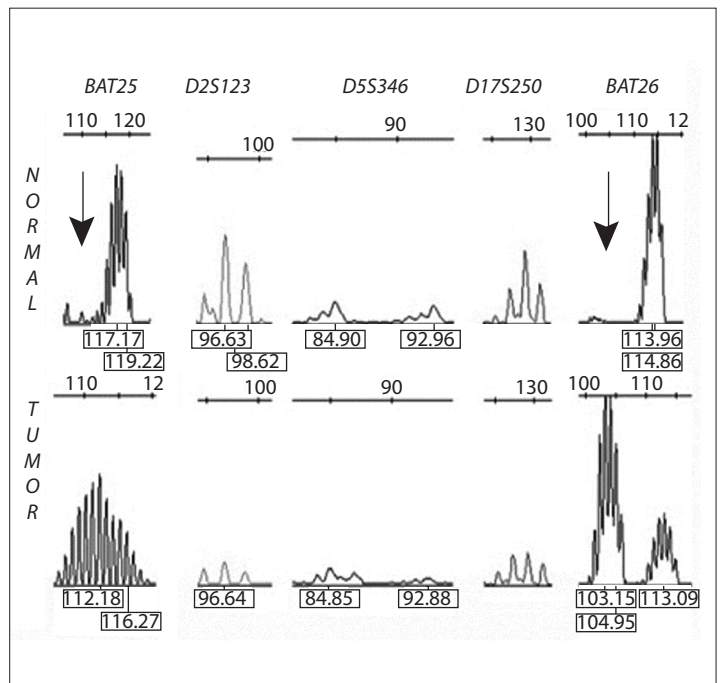 BAT25 D2S123 D5S346 D17S250 BAT26
110 120 100 90 130 100 110 12
NORMAL
117.17 96.63 84.90 92.96 113.96
119.22 98.62 114.86
110 12 100 90 130 100 110
TUMOR
112.18 96.64 84.85 92.88 103.15 113.09
116.27 104.95